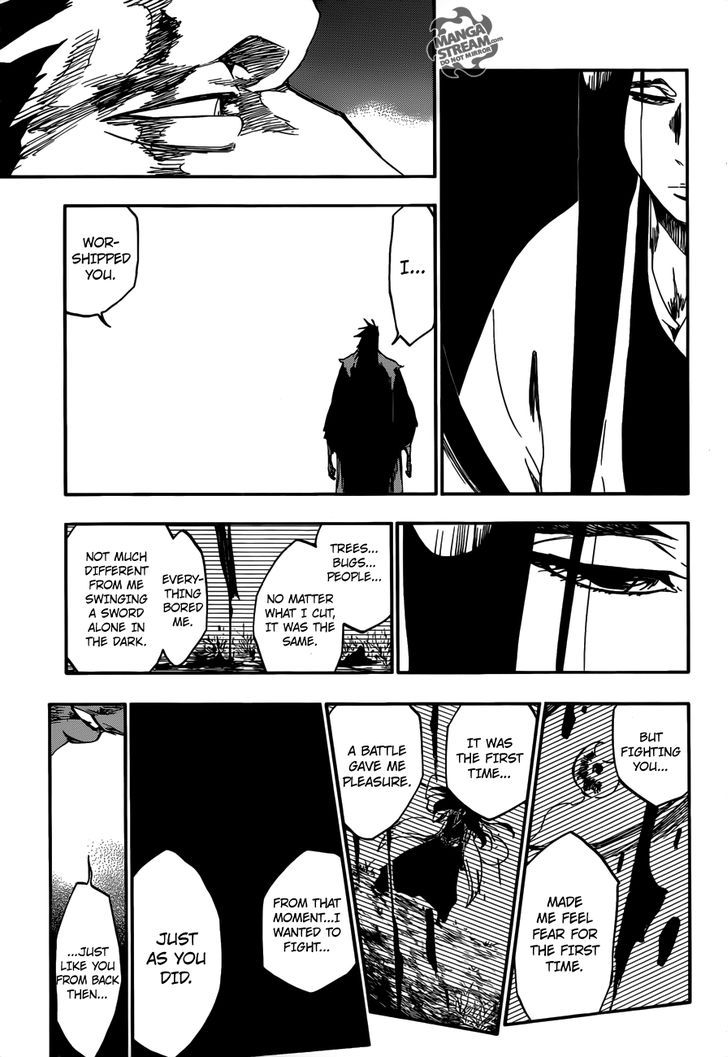 MANGA
STREAM.com
DO NOT MIRROR!
I...
WOR-
SHIPPED
YOU.
TREES...
BUGS...
PEOPLE...
NO MATTER
WHAT I CUT,
IT WAS THE
SAME.
EVERY-
THING
BORED
ME.
NOT MUCH
DIFFERENT
FROM ME
SWINGING
A SWORD
ALONE IN
THE DARK.
BUT
FIGHTING
YOU...
MADE
ME FEEL
FEAR FOR
THE FIRST
TIME.
IT WAS
THE FIRST
TIME...
A BATTLE
GAVE ME
PLEASURE.
FROM THAT
MOMENT...I
WANTED TO
FIGHT...
JUST
AS YOU
DID.
...JUST
LIKE YOU
FROM BACK
THEN...